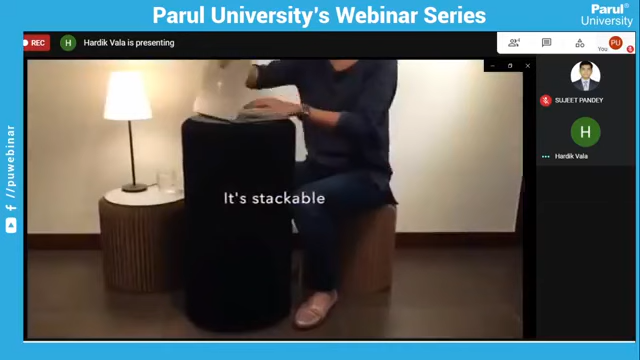 Parul University's Webinar Series
Parul®
University
REC
H
Hardik Vala is presenting
You
PU
SUJEET PANDEY
H
Hardik Vala
It's stackable
//puwebinar